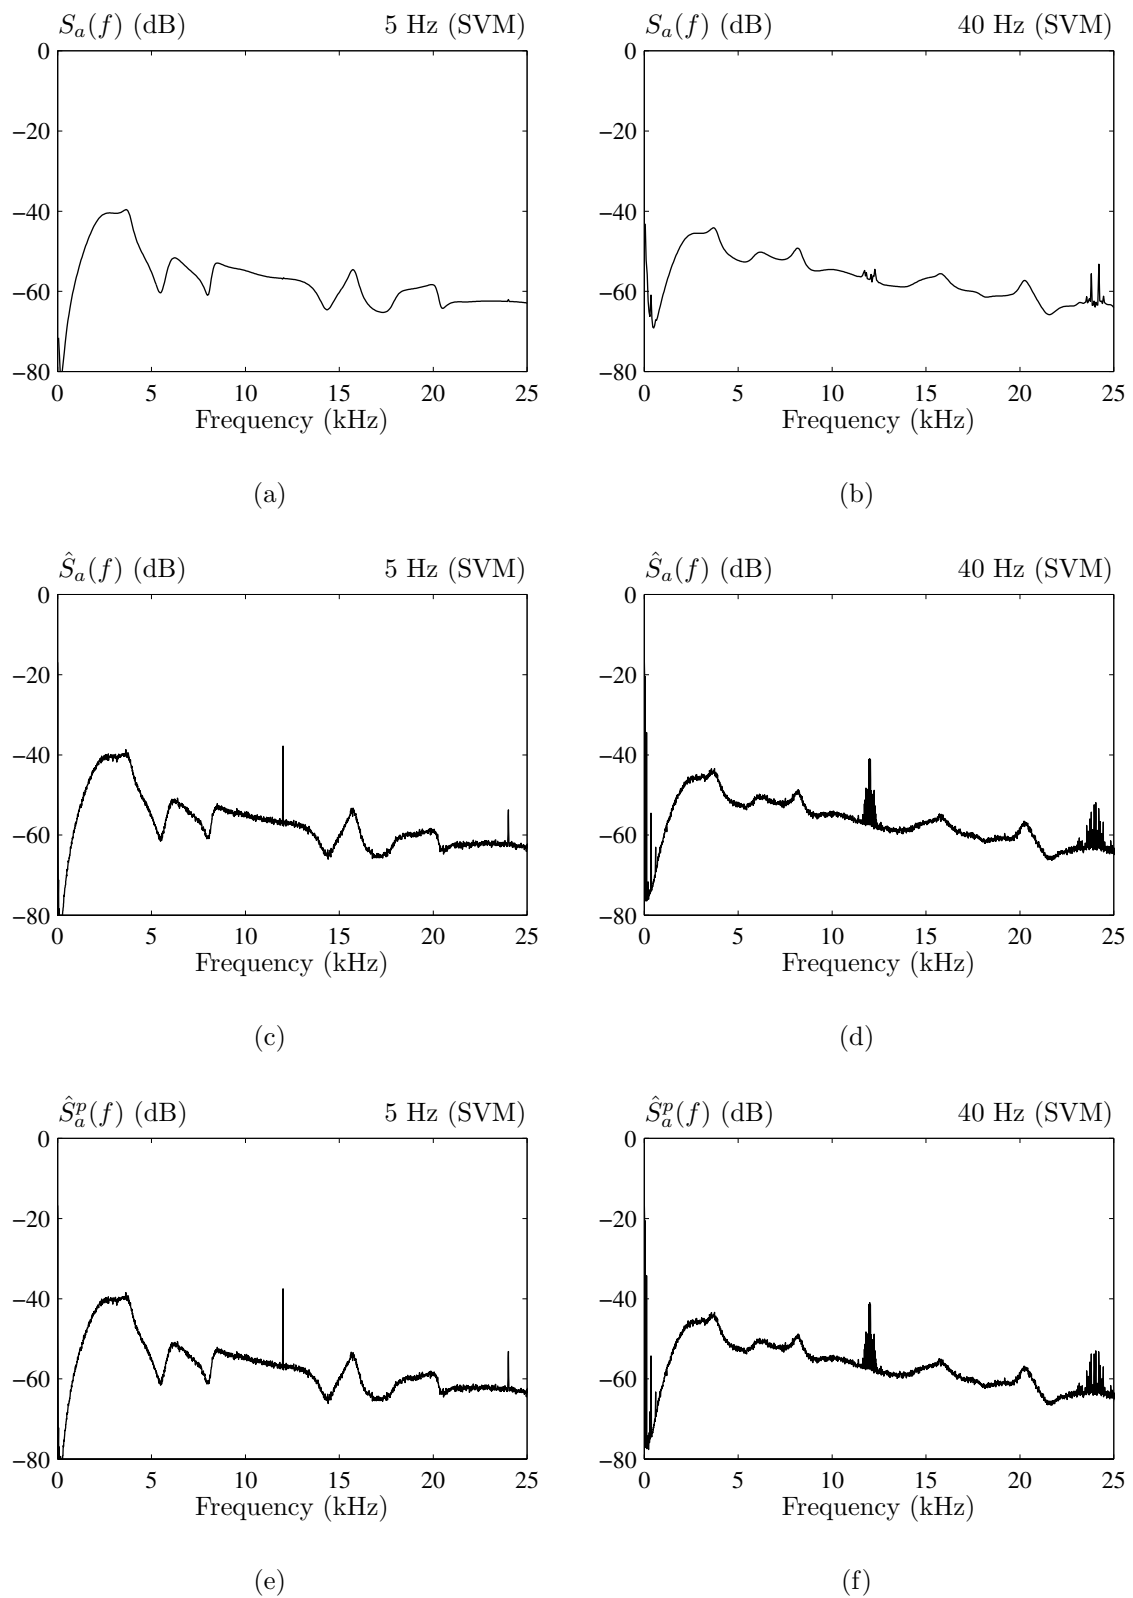 S_a(f) (dB) 5 Hz (SVM)
0
−20
−40
−60
−80
0 5 10 15 20 25
Frequency (kHz)
(a)
S_a(f) (dB) 40 Hz (SVM)
0
−20
−40
−60
−80
0 5 10 15 20 25
Frequency (kHz)
(b)
Ŝ_a(f) (dB) 5 Hz (SVM)
0
−20
−40
−60
−80
0 5 10 15 20 25
Frequency (kHz)
(c)
Ŝ_a(f) (dB) 40 Hz (SVM)
0
−20
−40
−60
−80
0 5 10 15 20 25
Frequency (kHz)
(d)
Ŝ_a^p(f) (dB) 5 Hz (SVM)
0
−20
−40
−60
−80
0 5 10 15 20 25
Frequency (kHz)
(e)
Ŝ_a^p(f) (dB) 40 Hz (SVM)
0
−20
−40
−60
−80
0 5 10 15 20 25
Frequency (kHz)
(f)